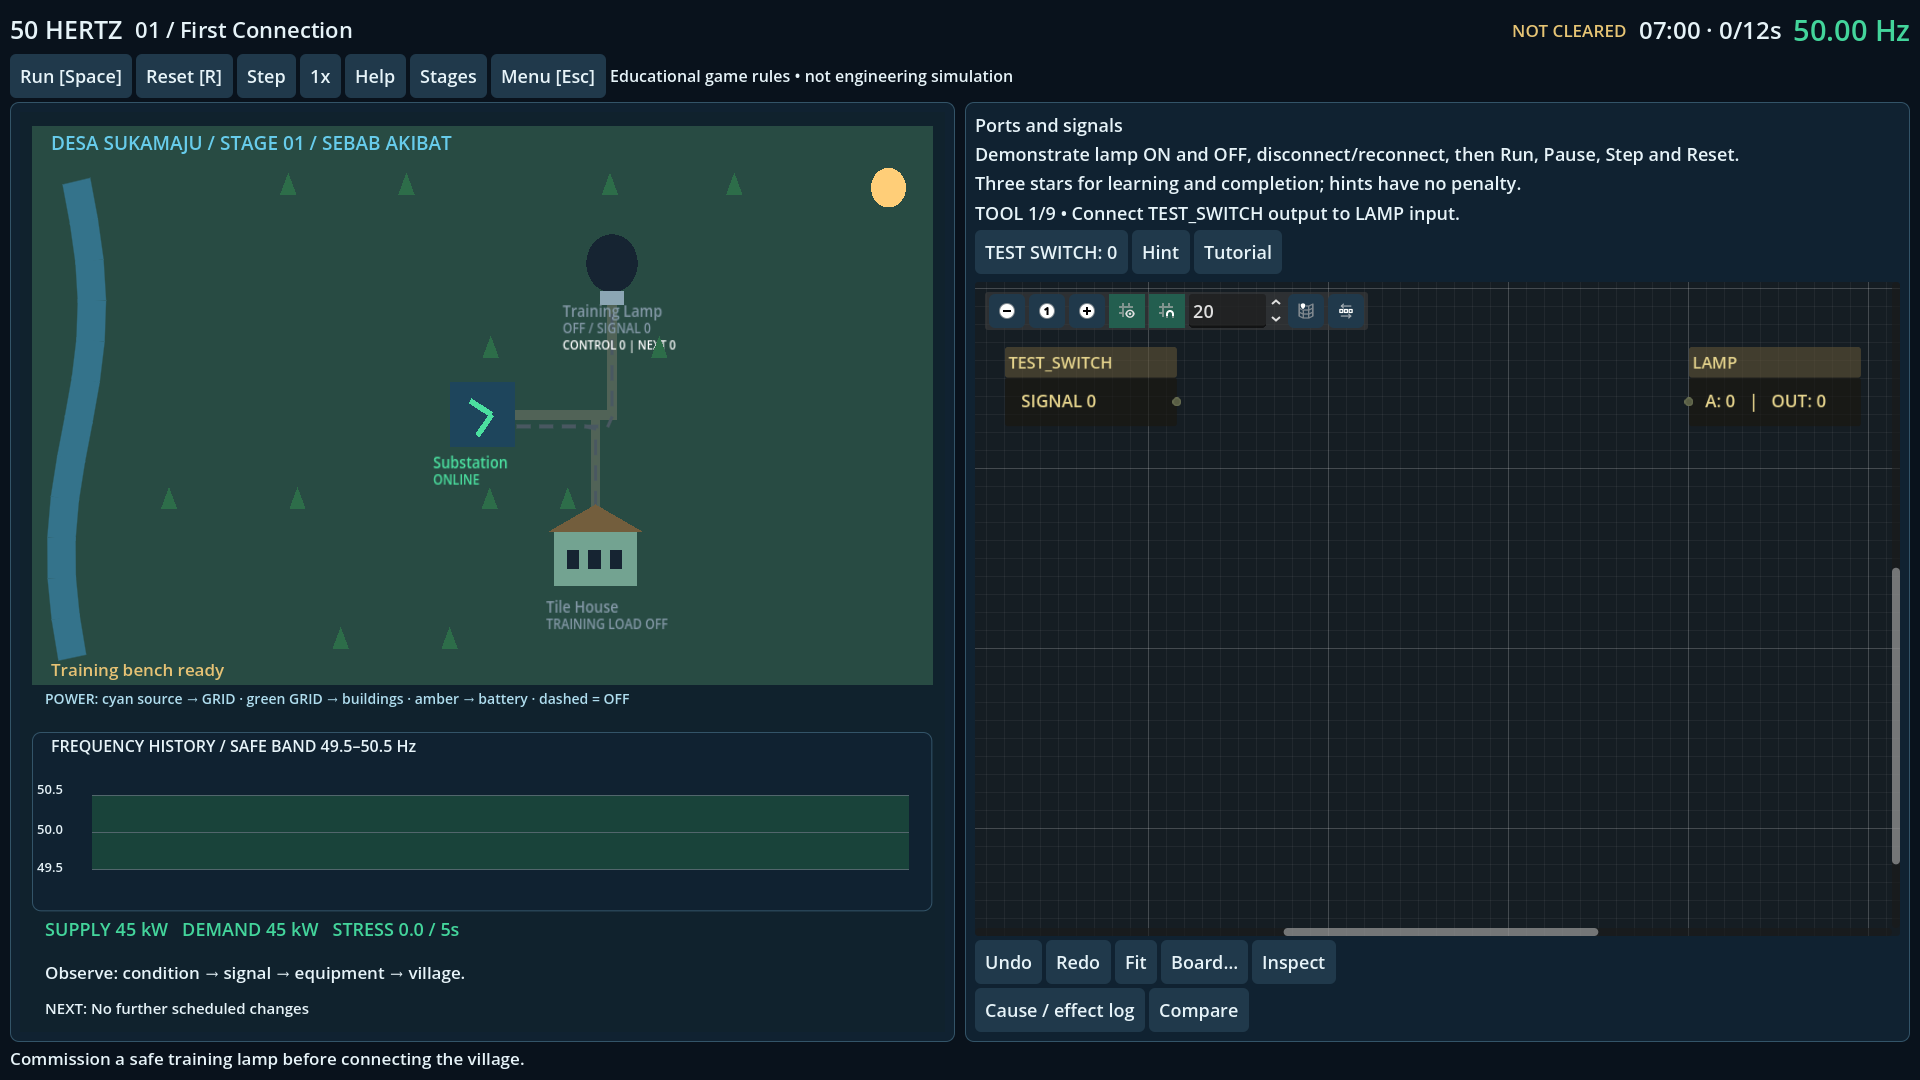 50 HERTZ 01 / First Connection
NOT CLEARED 07:00 · 0/12s 50.00 Hz
Run [Space] Reset [R] Step 1x Help Stages Menu [Esc] Educational game rules • not engineering simulation
DESA SUKAMAJU / STAGE 01 / SEBAB AKIBAT
Training Lamp
OFF / SIGNAL 0
CONTROL 0 | NEXT 0
Substation
ONLINE
Tile House
TRAINING LOAD OFF
Training bench ready
POWER: cyan source → GRID · green GRID → buildings · amber → battery · dashed = OFF
FREQUENCY HISTORY / SAFE BAND 49.5–50.5 Hz
50.5
50.0
49.5
SUPPLY 45 kW DEMAND 45 kW STRESS 0.0 / 5s
Observe: condition → signal → equipment → village.
NEXT: No further scheduled changes
Ports and signals
Demonstrate lamp ON and OFF, disconnect/reconnect, then Run, Pause, Step and Reset.
Three stars for learning and completion; hints have no penalty.
TOOL 1/9 • Connect TEST_SWITCH output to LAMP input.
TEST SWITCH: 0 Hint Tutorial
1 20
TEST_SWITCH
SIGNAL 0
LAMP
A: 0 | OUT: 0
Undo Redo Fit Board... Inspect
Cause / effect log Compare
Commission a safe training lamp before connecting the village.